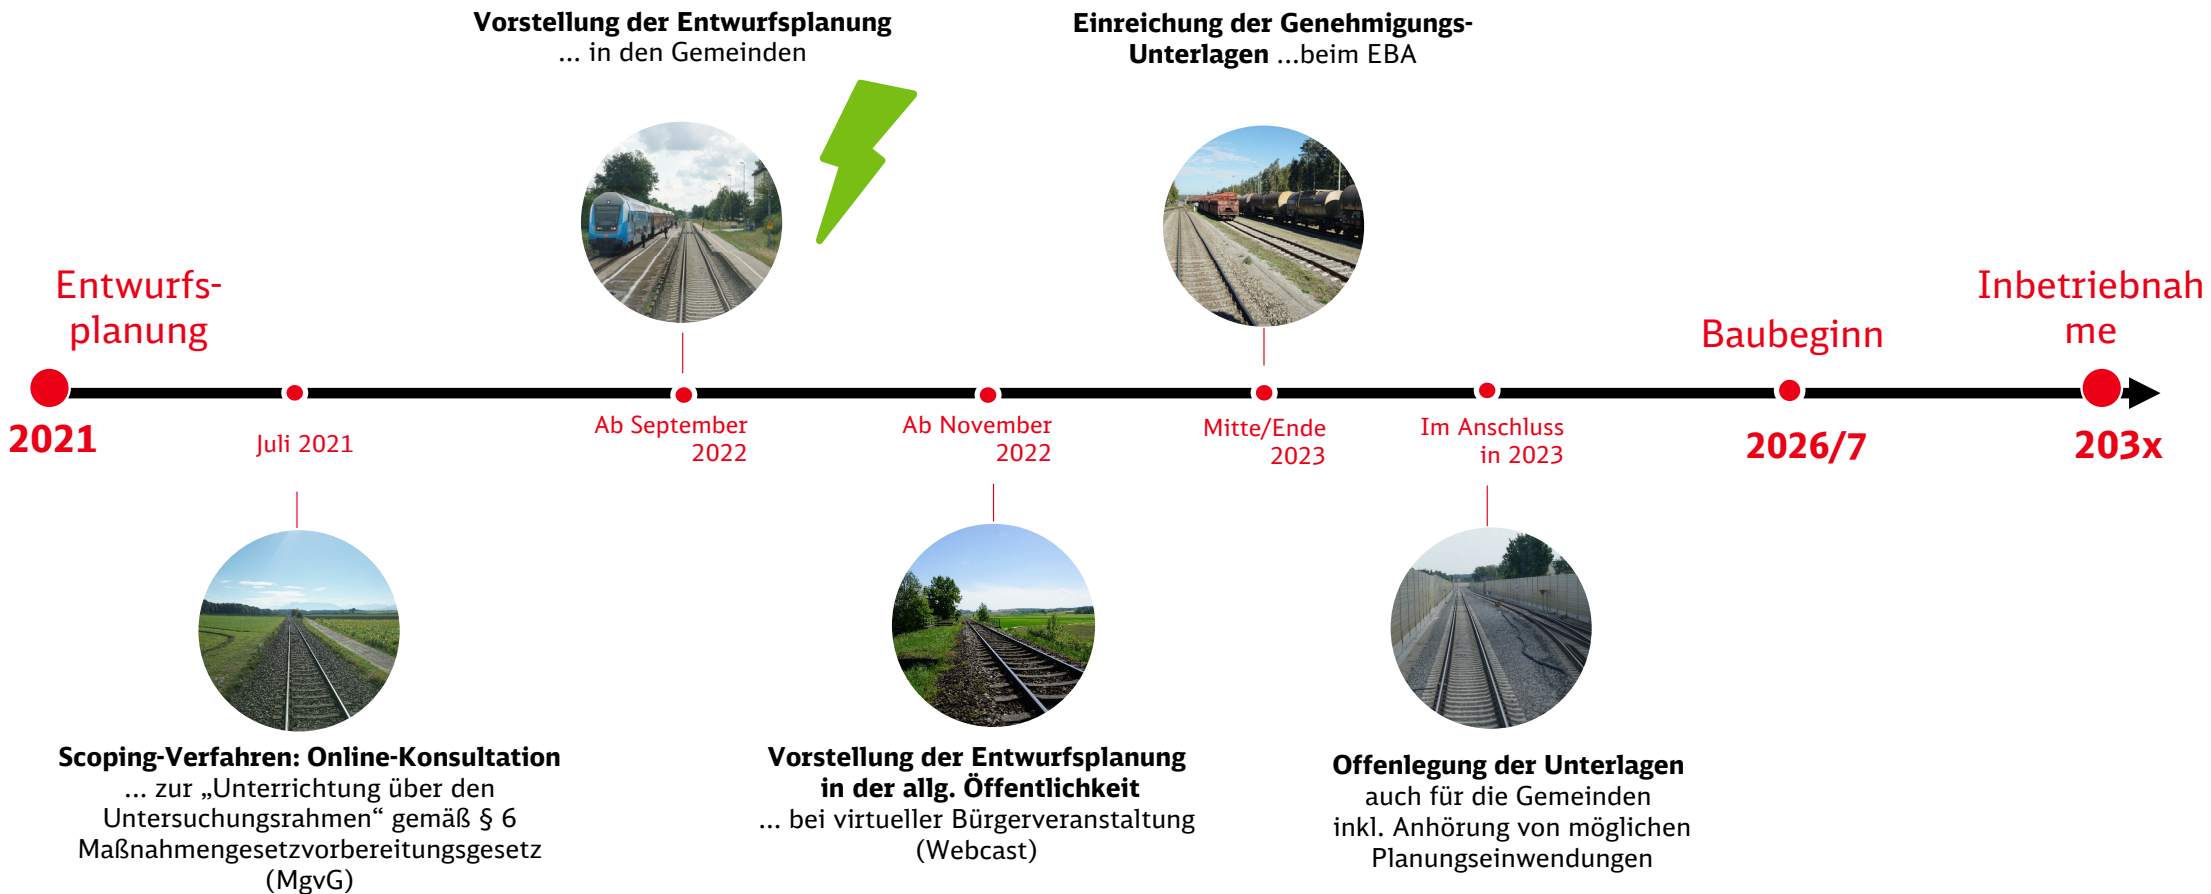 Vorstellung der Entwurfsplanung
... in den Gemeinden
Einreichung der Genehmigungs-
Unterlagen ...beim EBA
Entwurfs-
planung
Baubeginn
Inbetriebnah
me
2021
Juli 2021
Ab September
2022
Ab November
2022
Mitte/Ende
2023
Im Anschluss
in 2023
2026/7
203x
Scoping-Verfahren: Online-Konsultation
... zur „Unterrichtung über den
Untersuchungsrahmen“ gemäß § 6
Maßnahmengesetzvorbereitungsgesetz
(MgvG)
Vorstellung der Entwurfsplanung
in der allg. Öffentlichkeit
... bei virtueller Bürgerveranstaltung
(Webcast)
Offenlegung der Unterlagen
auch für die Gemeinden
inkl. Anhörung von möglichen
Planungseinwendungen